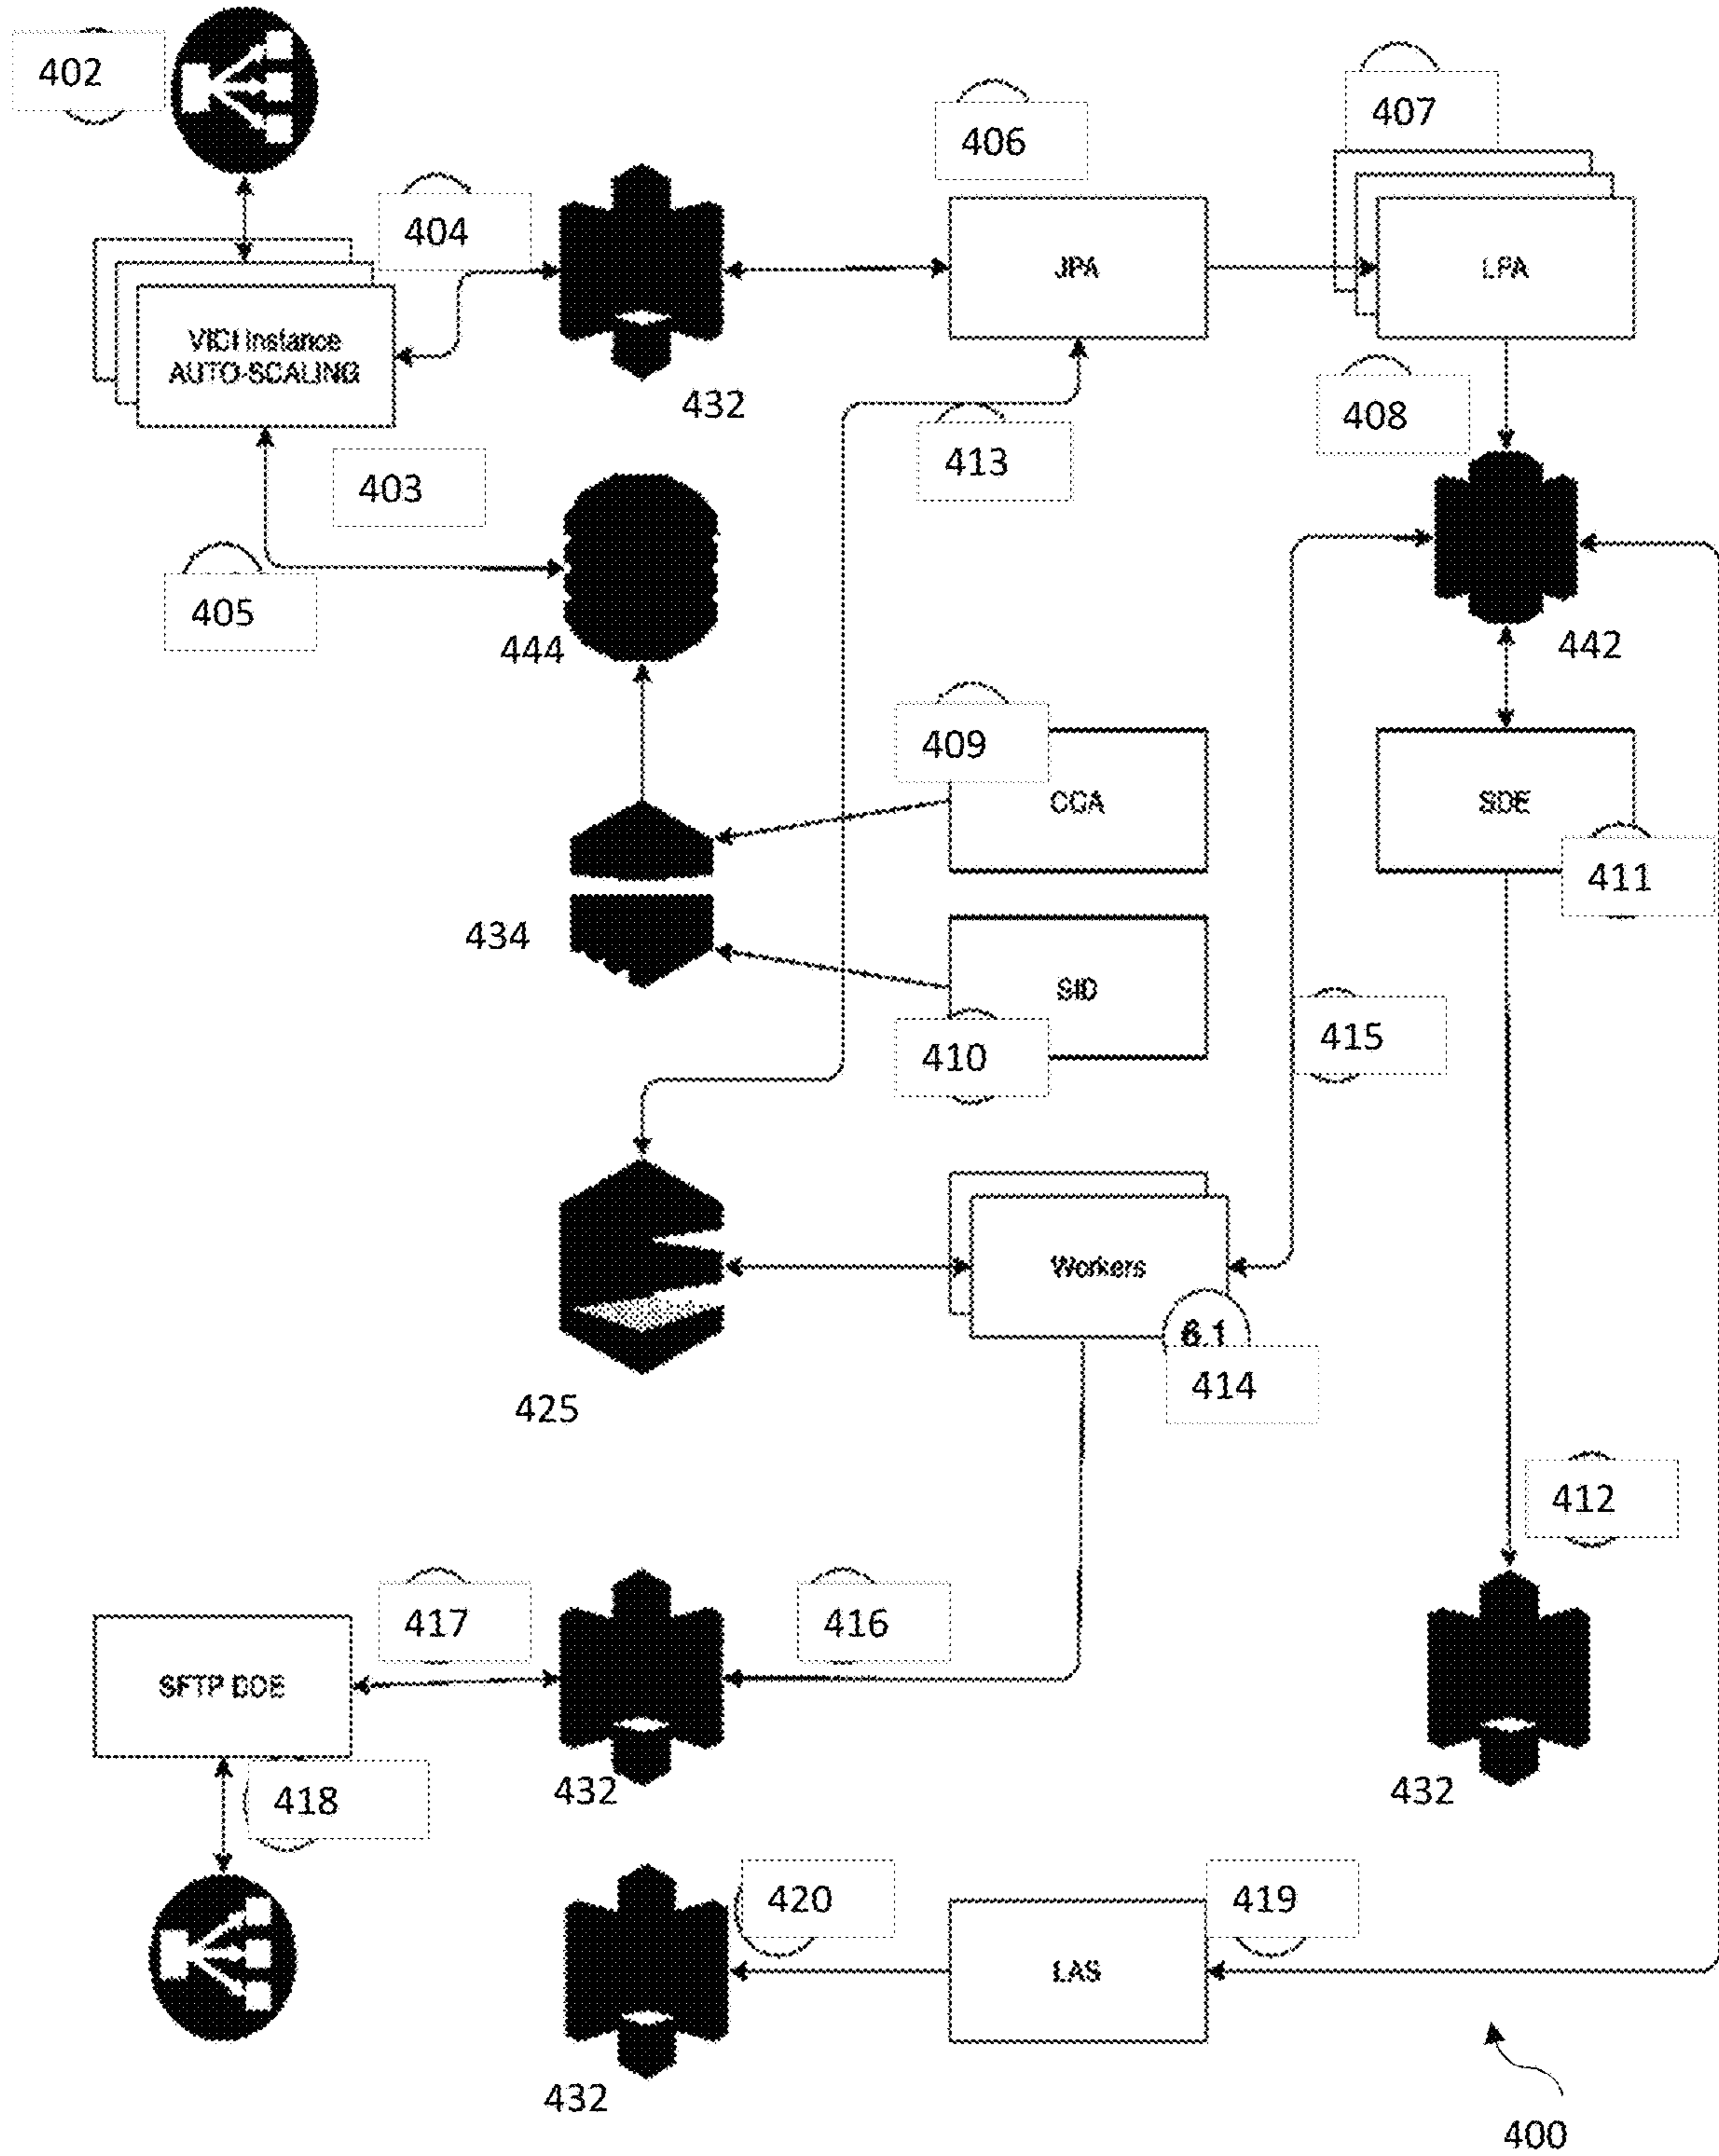 402
407
406
404
JPA
LPA
VICI Instance
AUTO-SCALING
432
408
413
403
405
444
442
409
CGA
SDE
411
434
SID
415
410
Workers
6.1
414
425
412
417
416
SFTP DOE
432
432
418
420
419
LAS
432
400